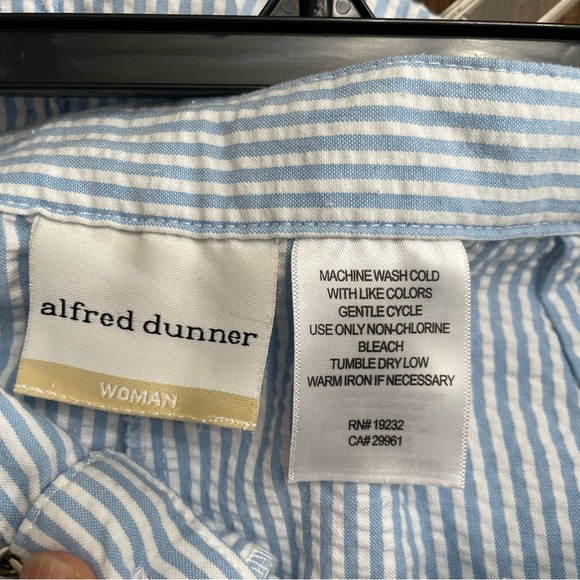 alfred dunner
WOMAN
MACHINE WASH COLD
WITH LIKE COLORS
GENTLE CYCLE
USE ONLY NON-CHLORINE
BLEACH
TUMBLE DRY LOW
WARM IRON IF NECESSARY
RN# 19232
CA# 29961